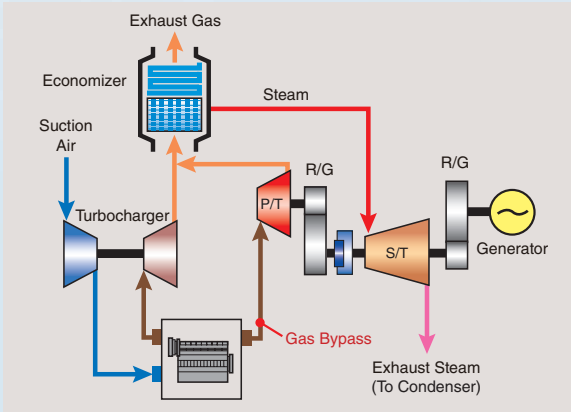 Exhaust Gas
Economizer
Steam
Suction
Air
R/G
R/G
P/T
Turbocharger
S/T
Generator
Gas Bypass
Exhaust Steam
(To Condenser)